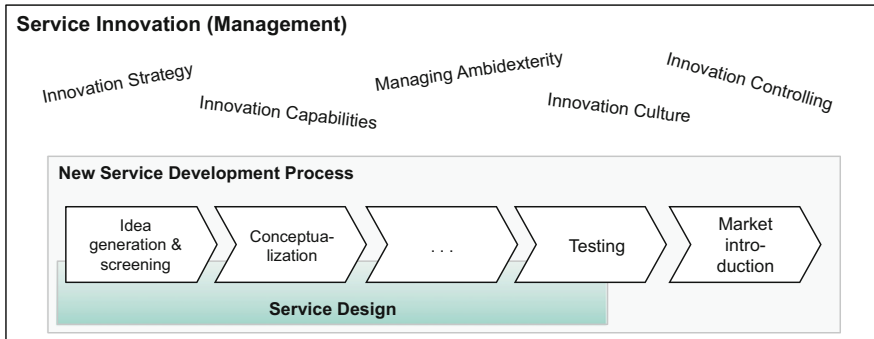 Service Innovation (Management)
Innovation Strategy
Innovation Capabilities
Managing Ambidexterity
Innovation Culture
Innovation Controlling
New Service Development Process
Idea
generation &
screening
Conceptua-
lization
. . .
Testing
Market
intro-
duction
Service Design